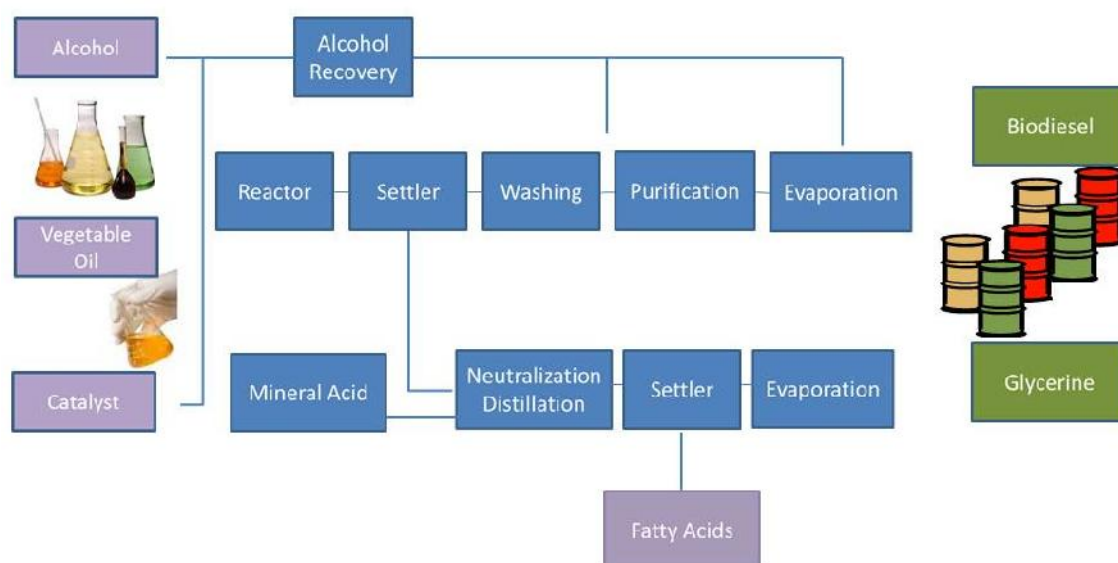 Alcohol
Alcohol
Recovery
Biodiesel
Reactor
Settler
Washing
Purification
Evaporation
Vegetable
Oil
Mineral Acid
Neutralization
Distillation
Settler
Evaporation
Glycerine
Catalyst
Fatty Acids